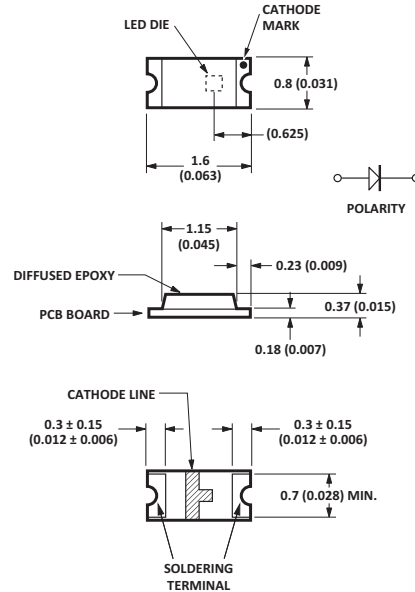 CATHODE
MARK
LED DIE
0.8 (0.031)
(0.625)
1.6
(0.063)
POLARITY
1.15
(0.045)
DIFFUSED EPOXY
0.23 (0.009)
0.37 (0.015)
PCB BOARD
0.18 (0.007)
CATHODE LINE
0.3 ± 0.15
(0.012 ± 0.006)
0.3 ± 0.15
(0.012 ± 0.006)
0.7 (0.028) MIN.
SOLDERING
TERMINAL